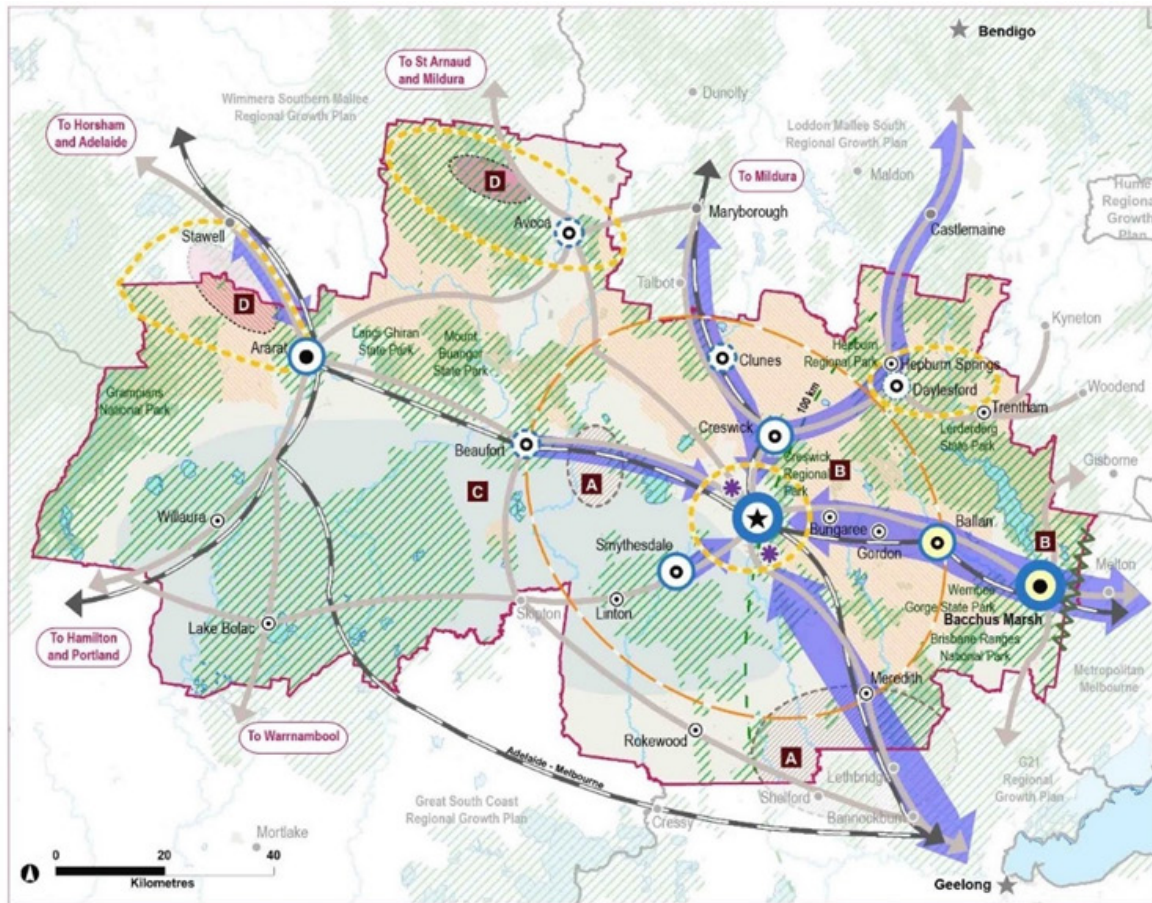 Bendigo
To St Arnaud
and Mildura
Wimmera Southern Mallee
Regional Growth Plan
Dunolly
To Horsham
and Adelaide
Loddon Mallee South
Regional Growth Plan
Maldon
D
To Mildura
Hume
Regional
Growth
Plan
Maryborough
Stawell
Avoca
Castlemaine
Talbot
D
Kyneton
Ararat
Langi Ghiran
State Park
Mount
Buangor
State Park
Clunes
Hepburn
Regional Park
Hepburn Springs
Daylesford
Woodend
Grampians
National Park
100 km
Trentham
Creswick
Lerderderg
State Park
Beaufort
Creswick
Regional
Park
Gisborne
A
B
C
Willaura
Bungaree
Ballan
Gordon
B
Smythesdale
Melton
Werribee
Gorge State Park
Bacchus Marsh
Linton
Skipton
Lake Bolac
Brisbane Ranges
National Park
To Hamilton
and Portland
Metropolitan
Melbourne
Meredith
To Warrnambool
Rokewood
A
Adelaide - Melbourne
Lethbridge
G21
Regional
Growth Plan
Shelford
Great South Coast
Regional Growth Plan
Cressy
Bannockburn
Mortlake
0 20 40
Kilometres
Geelong